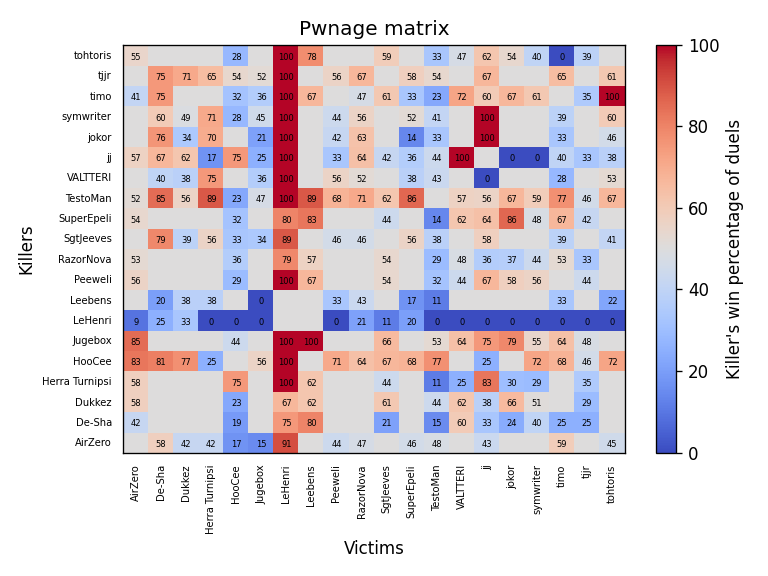 Pwnage matrix
tohtoris 55 28 100 78 59 33 47 62 54 40 0 39
tjjr 75 71 65 54 52 100 56 67 58 54 67 65 61
timo 41 75 32 36 100 67 47 61 33 23 72 60 67 61 35 100
symwriter 60 49 71 28 45 100 44 56 52 41 100 39 60
jokor 76 34 70 21 100 42 63 14 33 100 33 46
jj 57 67 62 17 75 25 100 33 64 42 36 44 100 0 0 40 33 38
VALTTERI 40 38 75 36 100 56 52 38 43 0 28 53
TestoMan 52 85 56 89 23 47 100 89 68 71 62 86 57 56 67 59 77 46 67
SuperEpeli 54 32 80 83 44 14 62 64 86 48 67 42
SgtJeeves 79 39 56 33 34 89 46 46 56 38 58 39 41
RazorNova 53 36 79 57 54 29 48 36 37 44 53 33
Peeweli 56 29 100 67 54 32 44 67 58 56 44
Leebens 20 38 38 0 33 43 17 11 33 22
LeHenri 9 25 33 0 0 0 0 21 11 20 0 0 0 0 0 0 0 0
Jugebox 85 44 100 100 66 53 64 75 79 55 64 48
HooCee 83 81 77 25 56 100 71 64 67 68 77 25 72 68 46 72
Herra Turnipsi 58 75 100 62 44 11 25 83 30 29 35
Dukkez 58 23 67 62 61 44 62 38 66 51 29
De-Sha 42 19 75 80 21 15 60 33 24 40 25 25
AirZero 58 42 42 17 15 91 44 47 46 48 43 59 45
AirZero
De-Sha
Dukkez
Herra Turnipsi
HooCee
Jugebox
LeHenri
Leebens
Peeweli
RazorNova
SgtJeeves
SuperEpeli
TestoMan
VALTTERI
jj
jokor
symwriter
timo
tjjr
tohtoris
Victims
Killers
100
80
60
40
20
0
Killer's win percentage of duels